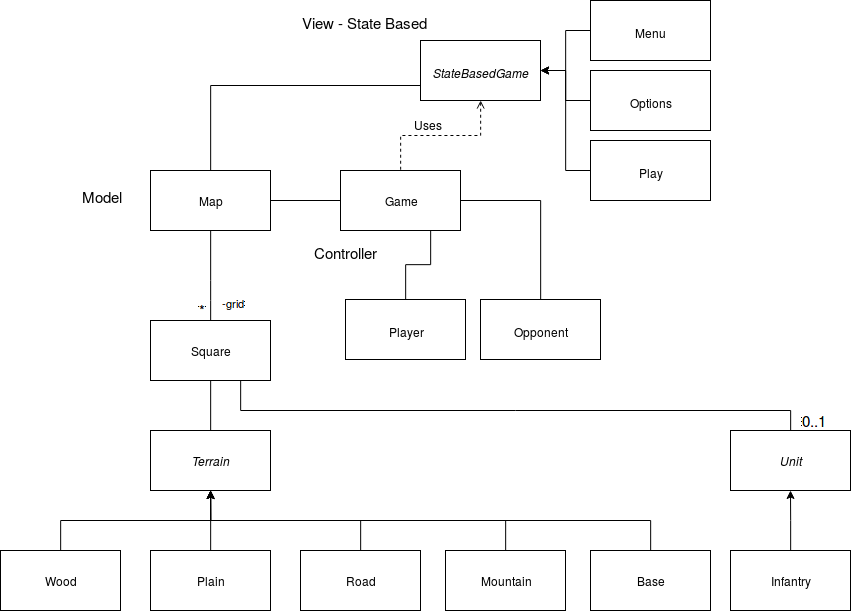 View - State Based
Menu
StateBasedGame
Options
Uses
Play
Model
Map
Game
Controller
* -grid
Player
Opponent
Square
0..1
Terrain
Unit
Wood
Plain
Road
Mountain
Base
Infantry